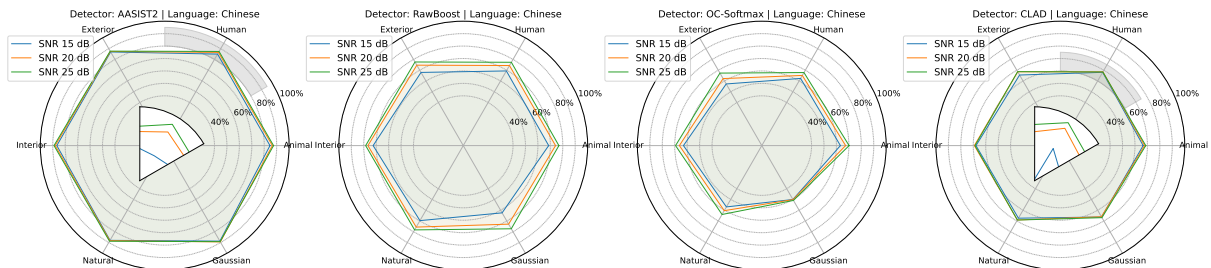 Detector: AASIST2 | Language: Chinese
Exterior
Human
SNR 15 dB
SNR 20 dB
SNR 25 dB
100%
80%
60%
40%
Interior
Animal
Natural
Gaussian
Detector: RawBoost | Language: Chinese
Exterior
Human
SNR 15 dB
SNR 20 dB
SNR 25 dB
100%
80%
60%
40%
Interior
Animal
Natural
Gaussian
Detector: OC-Softmax | Language: Chinese
Exterior
Human
SNR 15 dB
SNR 20 dB
SNR 25 dB
100%
80%
60%
40%
Interior
Animal
Natural
Gaussian
Detector: CLAD | Language: Chinese
Exterior
Human
SNR 15 dB
SNR 20 dB
SNR 25 dB
100%
80%
60%
40%
Interior
Animal
Natural
Gaussian